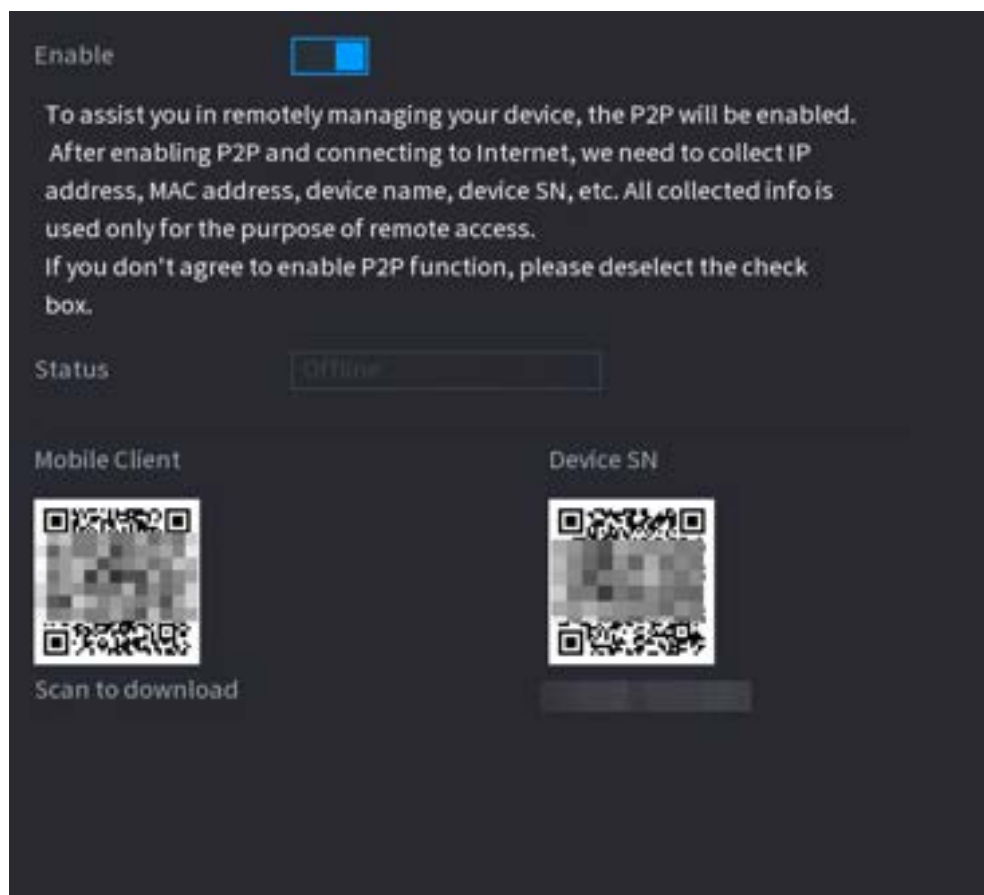 Enable
To assist you in remotely managing your device, the P2P will be enabled.
After enabling P2P and connecting to Internet, we need to collect IP
address, MAC address, device name, device SN, etc. All collected info is
used only for the purpose of remote access.
If you don't agree to enable P2P function, please deselect the check
box.
Status Offline
Mobile Client Device SN
Scan to download